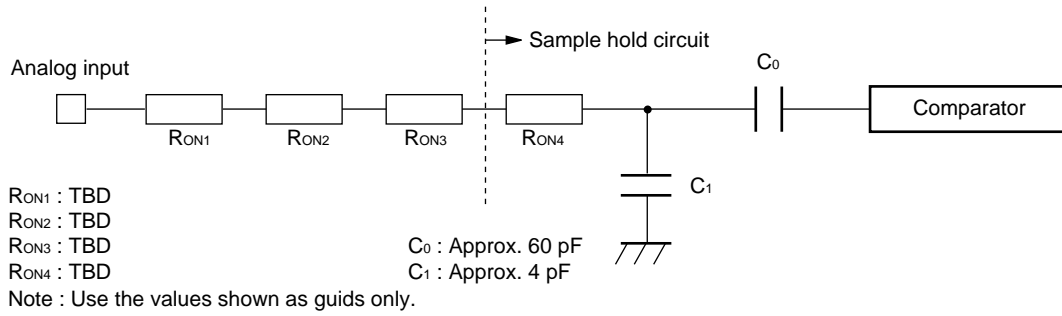 Sample hold circuit
Analog input
C0
Comparator
RON1
RON2
RON3
RON4
C1
RON1 : TBD
RON2 : TBD
RON3 : TBD
RON4 : TBD
C0 : Approx. 60 pF
C1 : Approx. 4 pF
Note : Use the values shown as guids only.